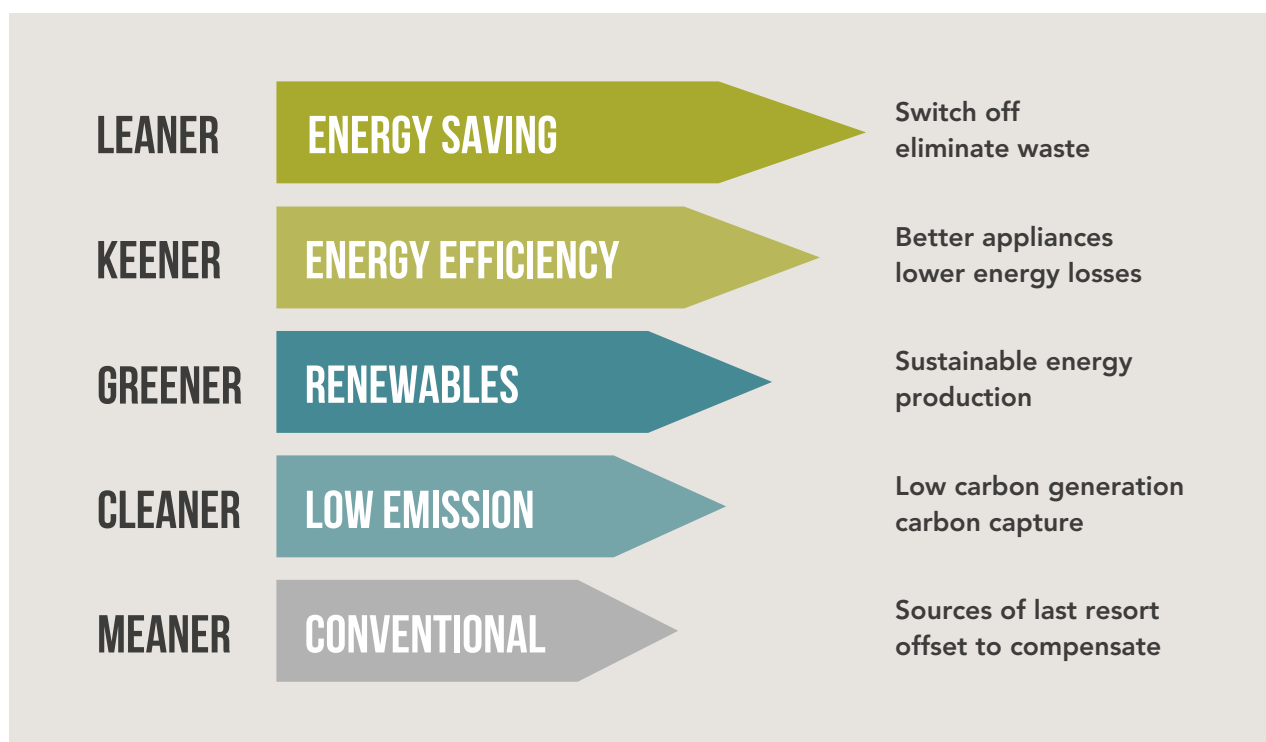 LEANER
ENERGY SAVING
Switch off
eliminate waste
KEENER
ENERGY EFFICIENCY
Better appliances
lower energy losses
GREENER
RENEWABLES
Sustainable energy
production
CLEANER
LOW EMISSION
Low carbon generation
carbon capture
MEANER
CONVENTIONAL
Sources of last resort
offset to compensate